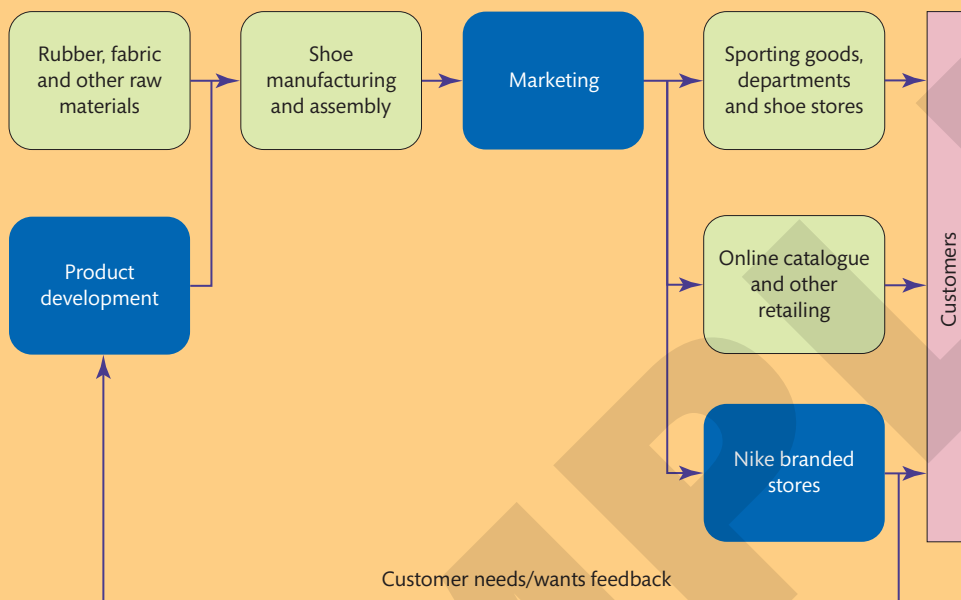 Rubber, fabric
and other raw
materials
Shoe
manufacturing
and assembly
Marketing
Sporting goods,
departments
and shoe stores
Product
development
Online catalogue
and other
retailing
Customers
Nike branded
stores
Customer needs/wants feedback